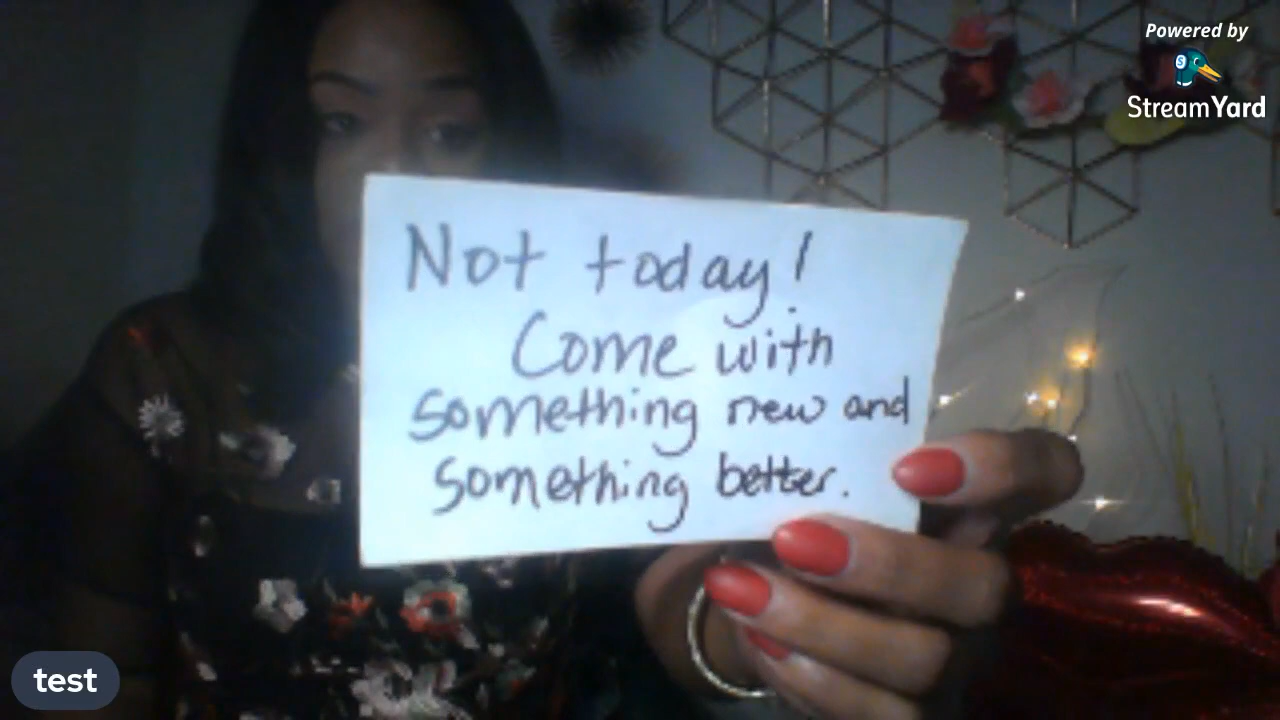 Powered by
StreamYard
Not today!
Come with
something new and
something better.
test